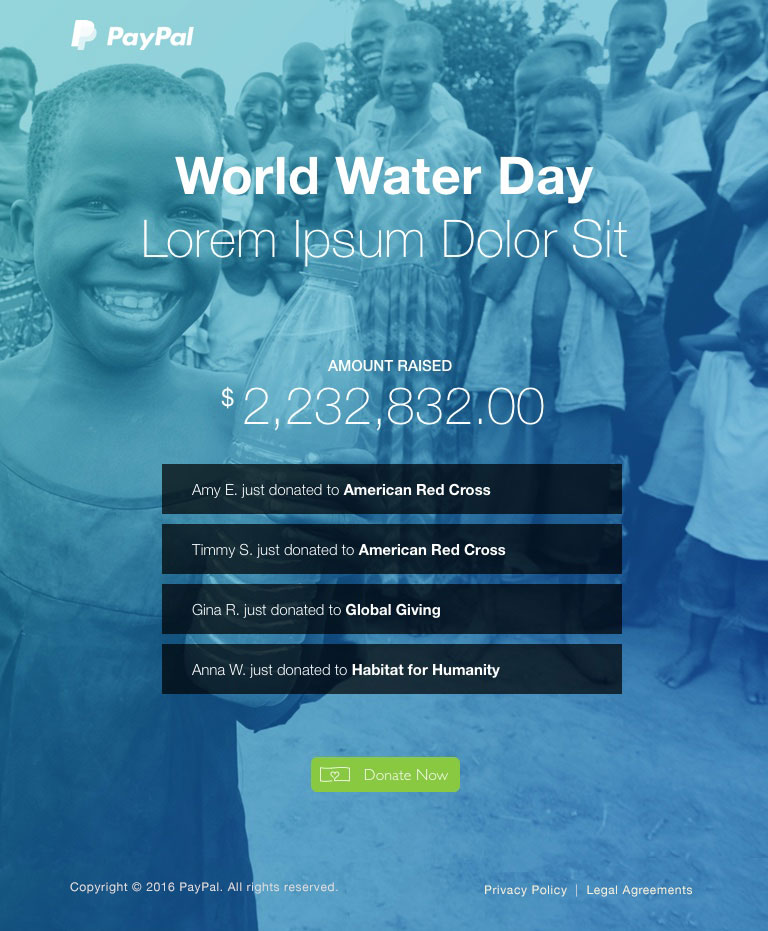 PayPal
World Water Day
Lorem Ipsum Dolor Sit
AMOUNT RAISED
$ 2,232,832.00
Amy E. just donated to American Red Cross
Timmy S. just donated to American Red Cross
Gina R. just donated to Global Giving
Anna W. just donated to Habitat for Humanity
Donate Now
Copyright © 2016 PayPal. All rights reserved.
Privacy Policy | Legal Agreements